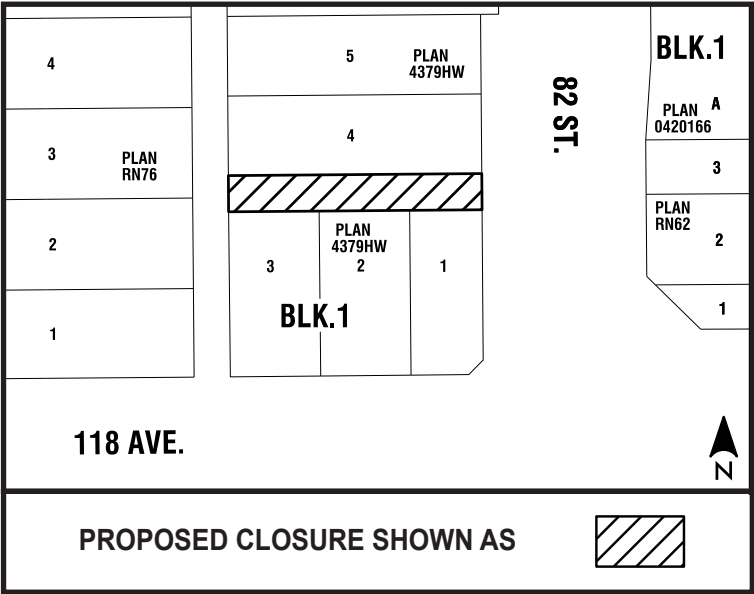 4
3
PLAN
RN76
2
1
5
PLAN
4379HW
4
PLAN
4379HW
3
2
1
BLK.1
82 ST.
BLK.1
PLAN
0420166
A
3
PLAN
RN62
2
1
118 AVE.
N
PROPOSED CLOSURE SHOWN AS